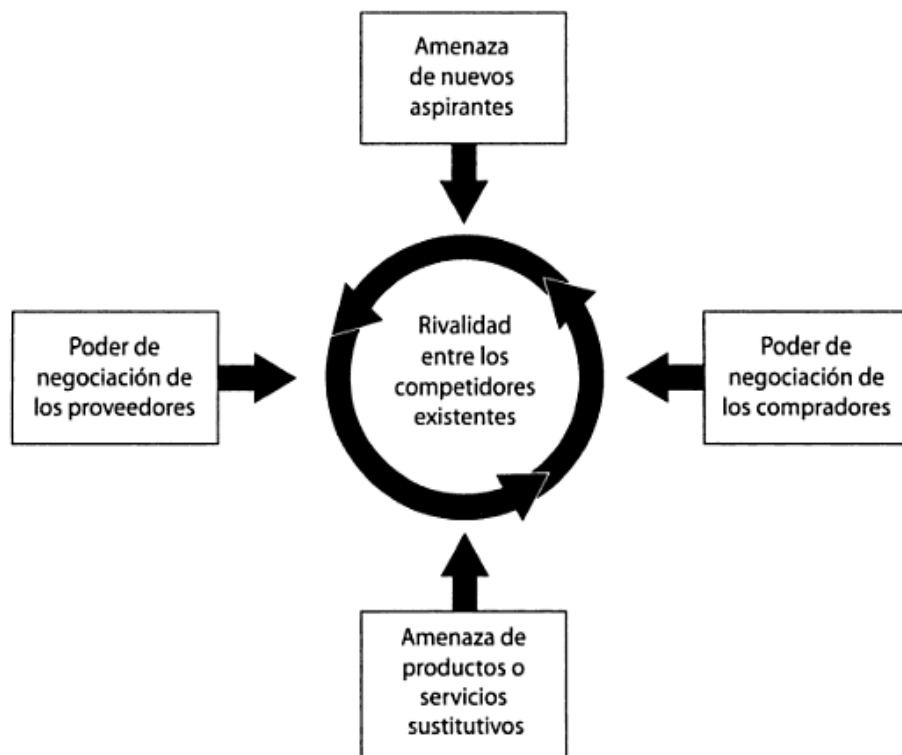 Amenaza
de nuevos
aspirantes
Poder de
negociación de
los proveedores
Rivalidad
entre los
competidores
existentes
Poder de
negociación de
los compradores
Amenaza de
productos o
servicios
sustitutivos